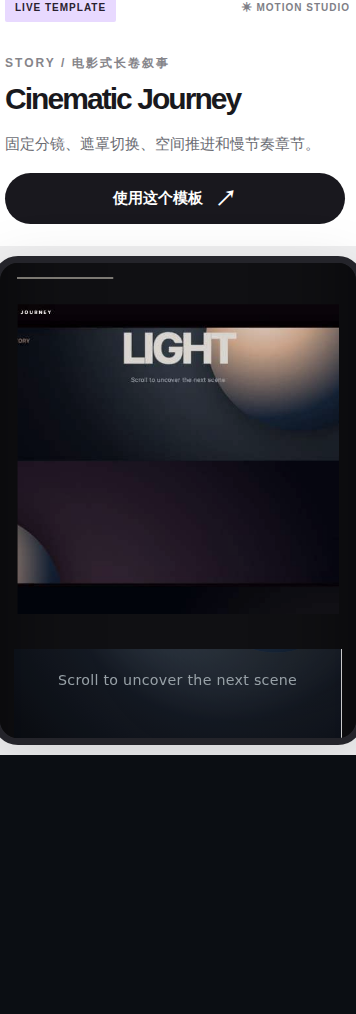 LIVE TEMPLATE
☀ MOTION STUDIO
STORY / 电影式长卷叙事
Cinematic Journey
固定分镜、遮罩切换、空间推进和慢节奏章节。
使用这个模板 ↗
JOURNEY
ORY
LIGHT
Scroll to uncover the next scene
Scroll to uncover the next scene